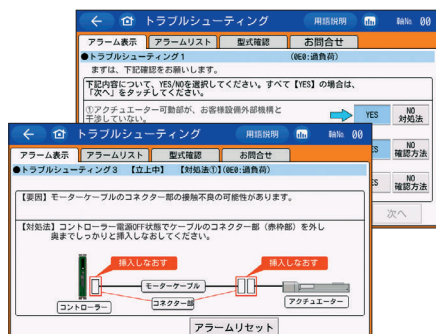 トラブルシューティング 用語説明 軸No. 00
アラーム表示 アラームリスト 型式確認 お問合せ
●トラブルシューティング1 (0E0:過負荷)
まずは、下記確認をお願いします。
下記内容について、YES/NOを選択してください。すべて【YES】の場合は、
「次へ」をタッチしてください。
①アクチュエーター可動部が、お客様設備外部機構と
干渉していない。
YES NO
対処法
NO
確認方法
NO
確認方法
次へ
トラブルシューティング 用語説明 軸No. 00
アラーム表示 アラームリスト 型式確認 お問合せ
●トラブルシューティング3 【立上中】 【対処法①】(0E0:過負荷)
【要因】モーターケーブルのコネクター部の接触不良の可能性があります。
【対処法】コントローラー電源OFF状態でケーブルのコネクター部(赤枠部)を外し
奥までしっかりと挿入しなおしてください。
挿入しなおす 挿入しなおす
モーターケーブル
コネクター部
コントローラー アクチュエーター
アラームリセット